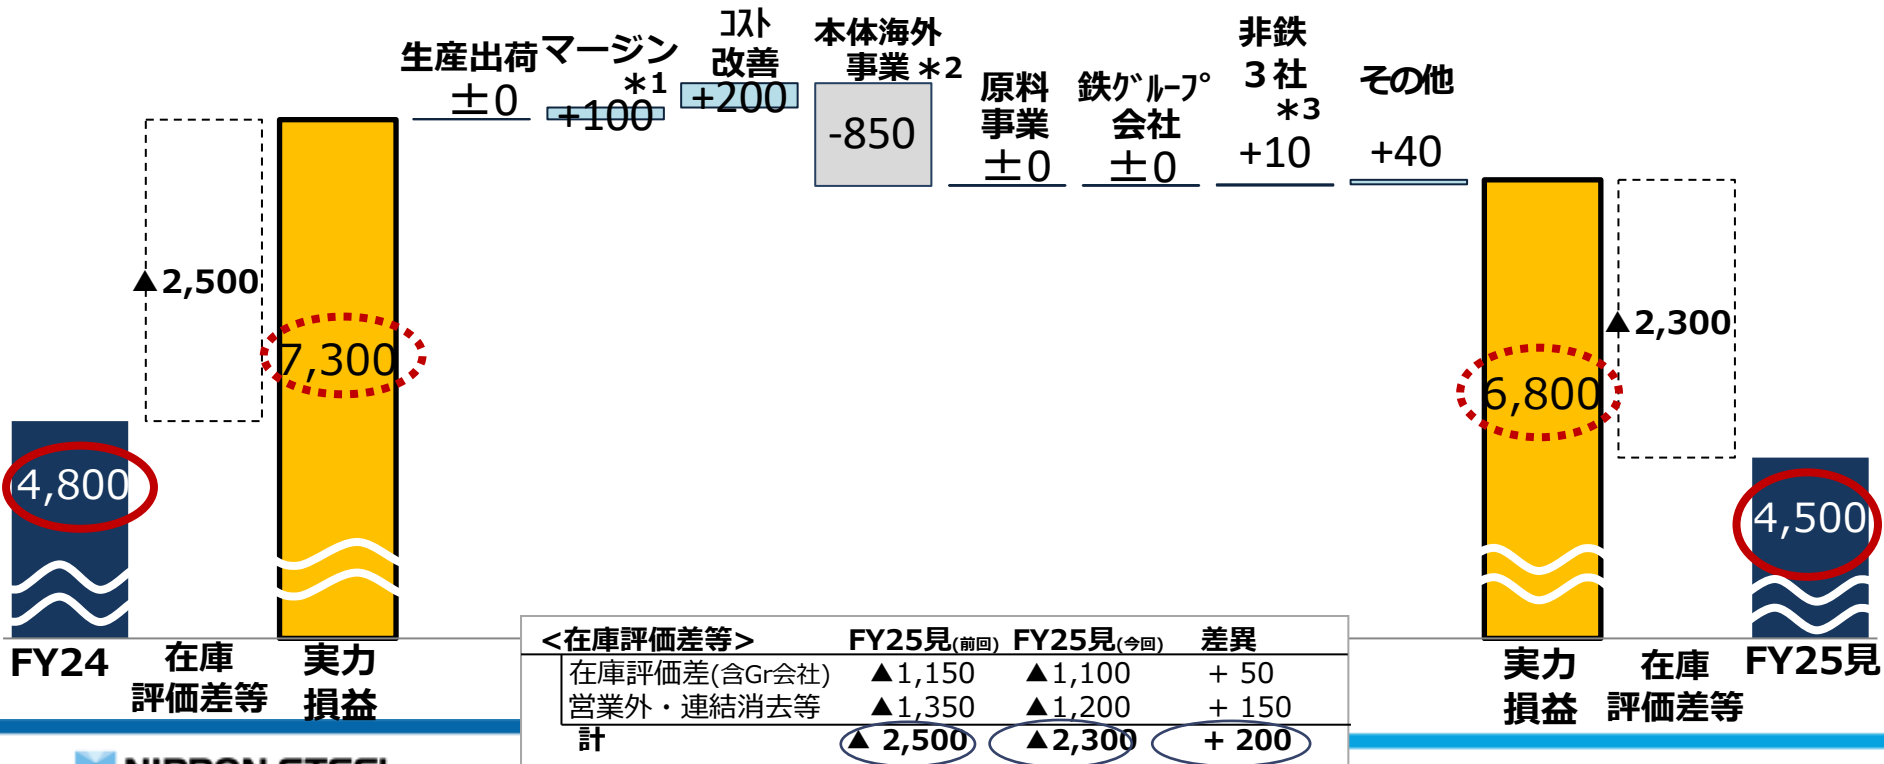 生産出荷
±0
マージン
*1
+100
ｺｽﾄ
改善
+200
本体海外
事業*2
-850
原料
事業
±0
鉄ｸﾞﾙｰﾌﾟ
会社
±0
非鉄
３社
*3
+10
その他
+40
▲2,500
7,300
4,800
▲2,300
6,800
4,500
FY24
在庫
評価差等
実力
損益
<在庫評価差等> FY25見(前回) FY25見(今回) 差異
在庫評価差(含Gr会社) ▲1,150 ▲1,100 + 50
営業外・連結消去等 ▲1,350 ▲1,200 + 150
計 ▲ 2,500 ▲2,300 + 200
実力
損益
在庫
評価差等
FY25見
NIPPON STEEL